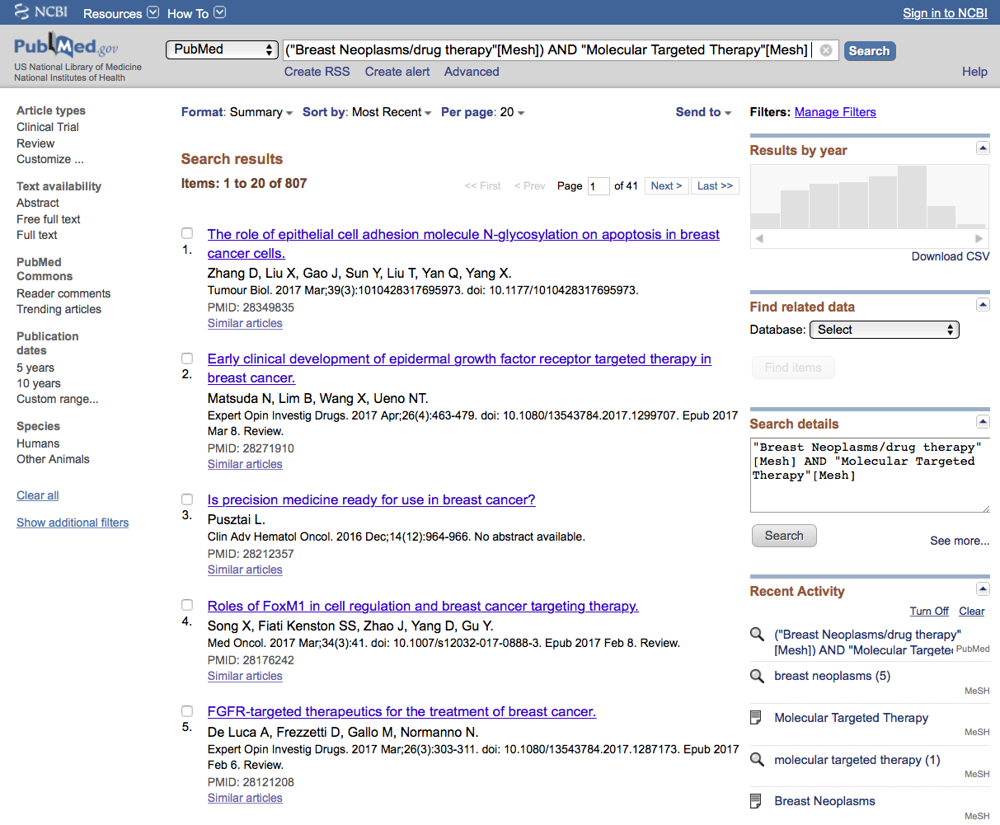 NCBI Resources How To Sign in to NCBI
PubMed.gov
US National Library of Medicine
National Institutes of Health
PubMed
("Breast Neoplasms/drug therapy"[Mesh]) AND "Molecular Targeted Therapy"[Mesh]
Search
Create RSS Create alert Advanced
Help
Article types
Clinical Trial
Review
Customize ...
Text availability
Abstract
Free full text
Full text
PubMed
Commons
Reader comments
Trending articles
Publication
dates
5 years
10 years
Custom range...
Species
Humans
Other Animals
Clear all
Show additional filters
Format: Summary Sort by: Most Recent Per page: 20 Send to
Search results
Items: 1 to 20 of 807
<< First < Prev Page 1 of 41 Next > Last >>
1. The role of epithelial cell adhesion molecule N-glycosylation on apoptosis in breast
cancer cells.
Zhang D, Liu X, Gao J, Sun Y, Liu T, Yan Q, Yang X.
Tumour Biol. 2017 Mar;39(3):1010428317695973. doi: 10.1177/1010428317695973.
PMID: 28349835
Similar articles
2. Early clinical development of epidermal growth factor receptor targeted therapy in
breast cancer.
Matsuda N, Lim B, Wang X, Ueno NT.
Expert Opin Investig Drugs. 2017 Apr;26(4):463-479. doi: 10.1080/13543784.2017.1299707. Epub 2017
Mar 8. Review.
PMID: 28271910
Similar articles
3. Is precision medicine ready for use in breast cancer?
Pusztai L.
Clin Adv Hematol Oncol. 2016 Dec;14(12):964-966. No abstract available.
PMID: 28212357
Similar articles
4. Roles of FoxM1 in cell regulation and breast cancer targeting therapy.
Song X, Fiati Kenston SS, Zhao J, Yang D, Gu Y.
Med Oncol. 2017 Mar;34(3):41. doi: 10.1007/s12032-017-0888-3. Epub 2017 Feb 8. Review.
PMID: 28176242
Similar articles
5. FGFR-targeted therapeutics for the treatment of breast cancer.
De Luca A, Frezzetti D, Gallo M, Normanno N.
Expert Opin Investig Drugs. 2017 Mar;26(3):303-311. doi: 10.1080/13543784.2017.1287173. Epub 2017
Feb 6. Review.
PMID: 28121208
Similar articles
Filters: Manage Filters
Results by year
Download CSV
Find related data
Database: Select
Find items
Search details
"Breast Neoplasms/drug therapy"
[Mesh] AND "Molecular Targeted
Therapy"[Mesh]
Search
See more...
Recent Activity
Turn Off Clear
("Breast Neoplasms/drug therapy"
[Mesh]) AND "Molecular Targetec PubMed
breast neoplasms (5)
MeSH
Molecular Targeted Therapy
MeSH
molecular targeted therapy (1)
MeSH
Breast Neoplasms
MeSH